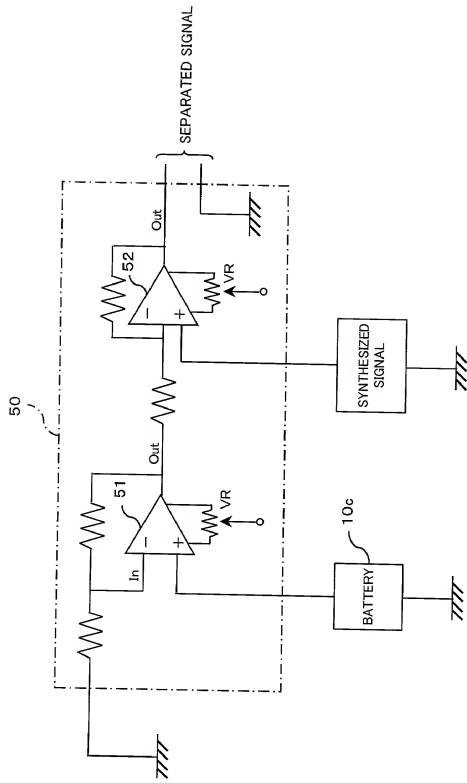 50
51
In
Out
VR
52
Out
VR
SEPARATED SIGNAL
BATTERY
10c
SYNTHESIZED
SIGNAL